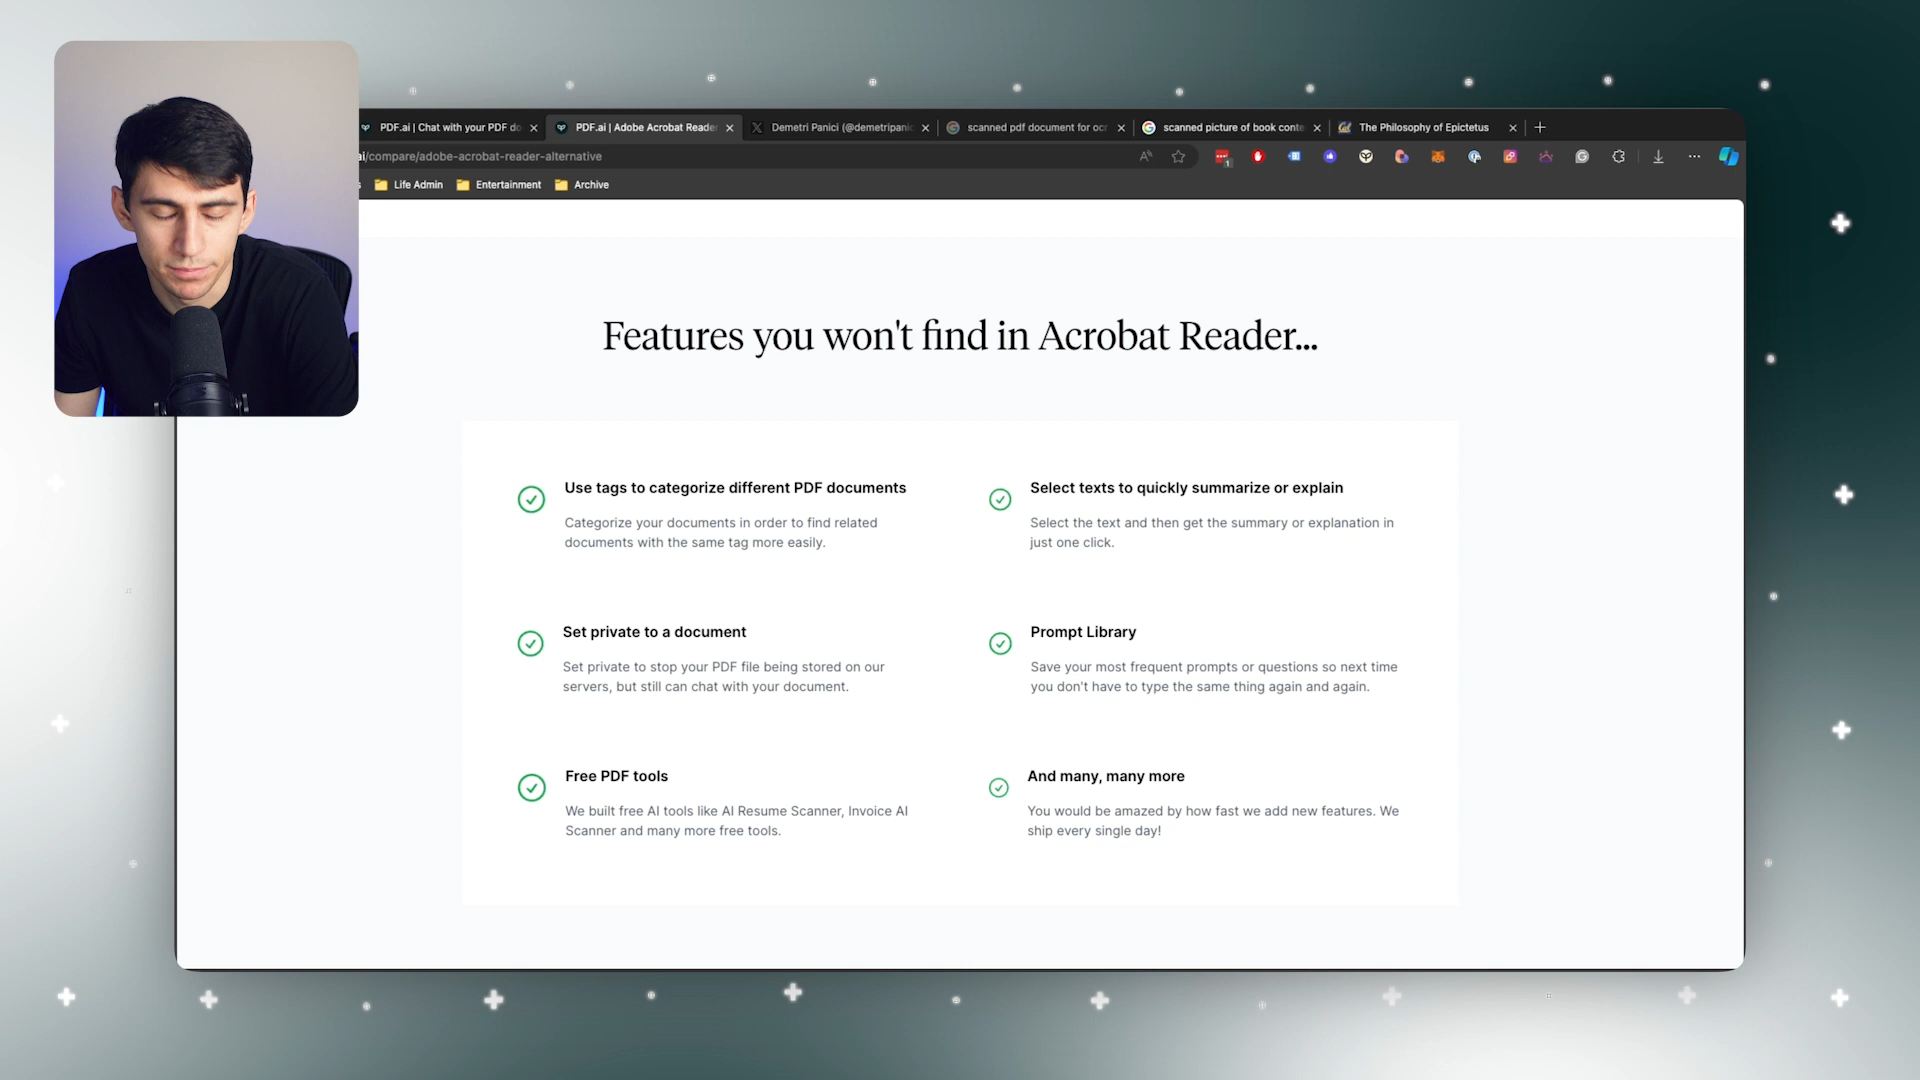 PDF.ai | Chat with your PDF do
PDF.ai | Adobe Acrobat Reader
Demetri Panici (@demetripanic
scanned pdf document for ocr
scanned picture of book conte
The Philosophy of Epictetus
ai/compare/adobe-acrobat-reader-alternative
s
Life Admin
Entertainment
Archive
Features you won't find in Acrobat Reader...
Use tags to categorize different PDF documents
Categorize your documents in order to find related
documents with the same tag more easily.
Select texts to quickly summarize or explain
Select the text and then get the summary or explanation in
just one click.
Set private to a document
Set private to stop your PDF file being stored on our
servers, but still can chat with your document.
Prompt Library
Save your most frequent prompts or questions so next time
you don't have to type the same thing again and again.
Free PDF tools
We built free AI tools like AI Resume Scanner, Invoice AI
Scanner and many more free tools.
And many, many more
You would be amazed by how fast we add new features. We
ship every single day!